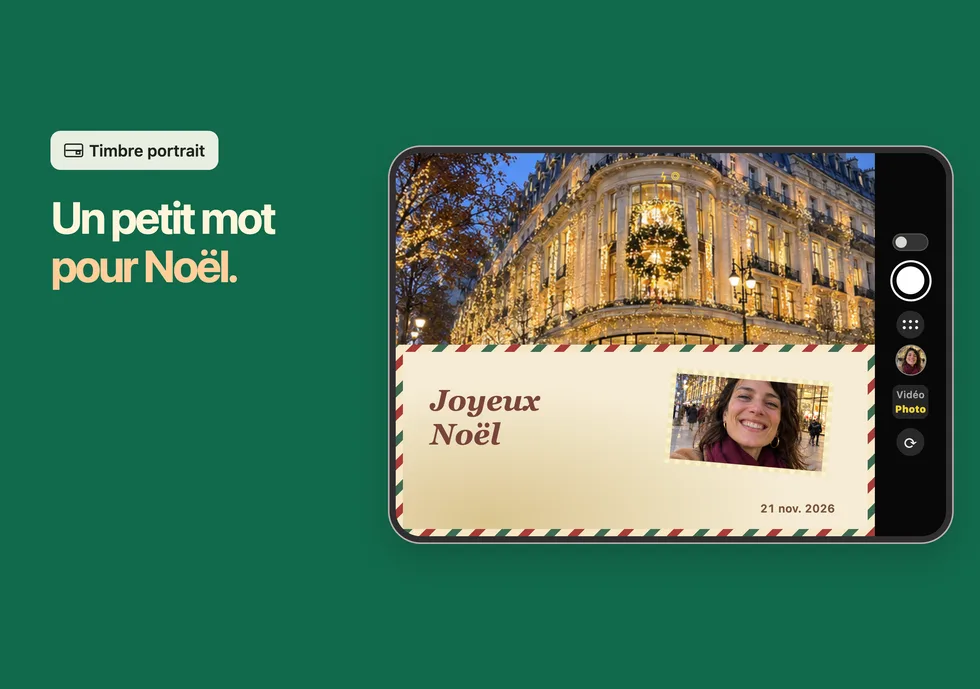 Timbre portrait
Un petit mot
pour Noël.
Joyeux
Noël
21 nov. 2026
Vidéo
Photo